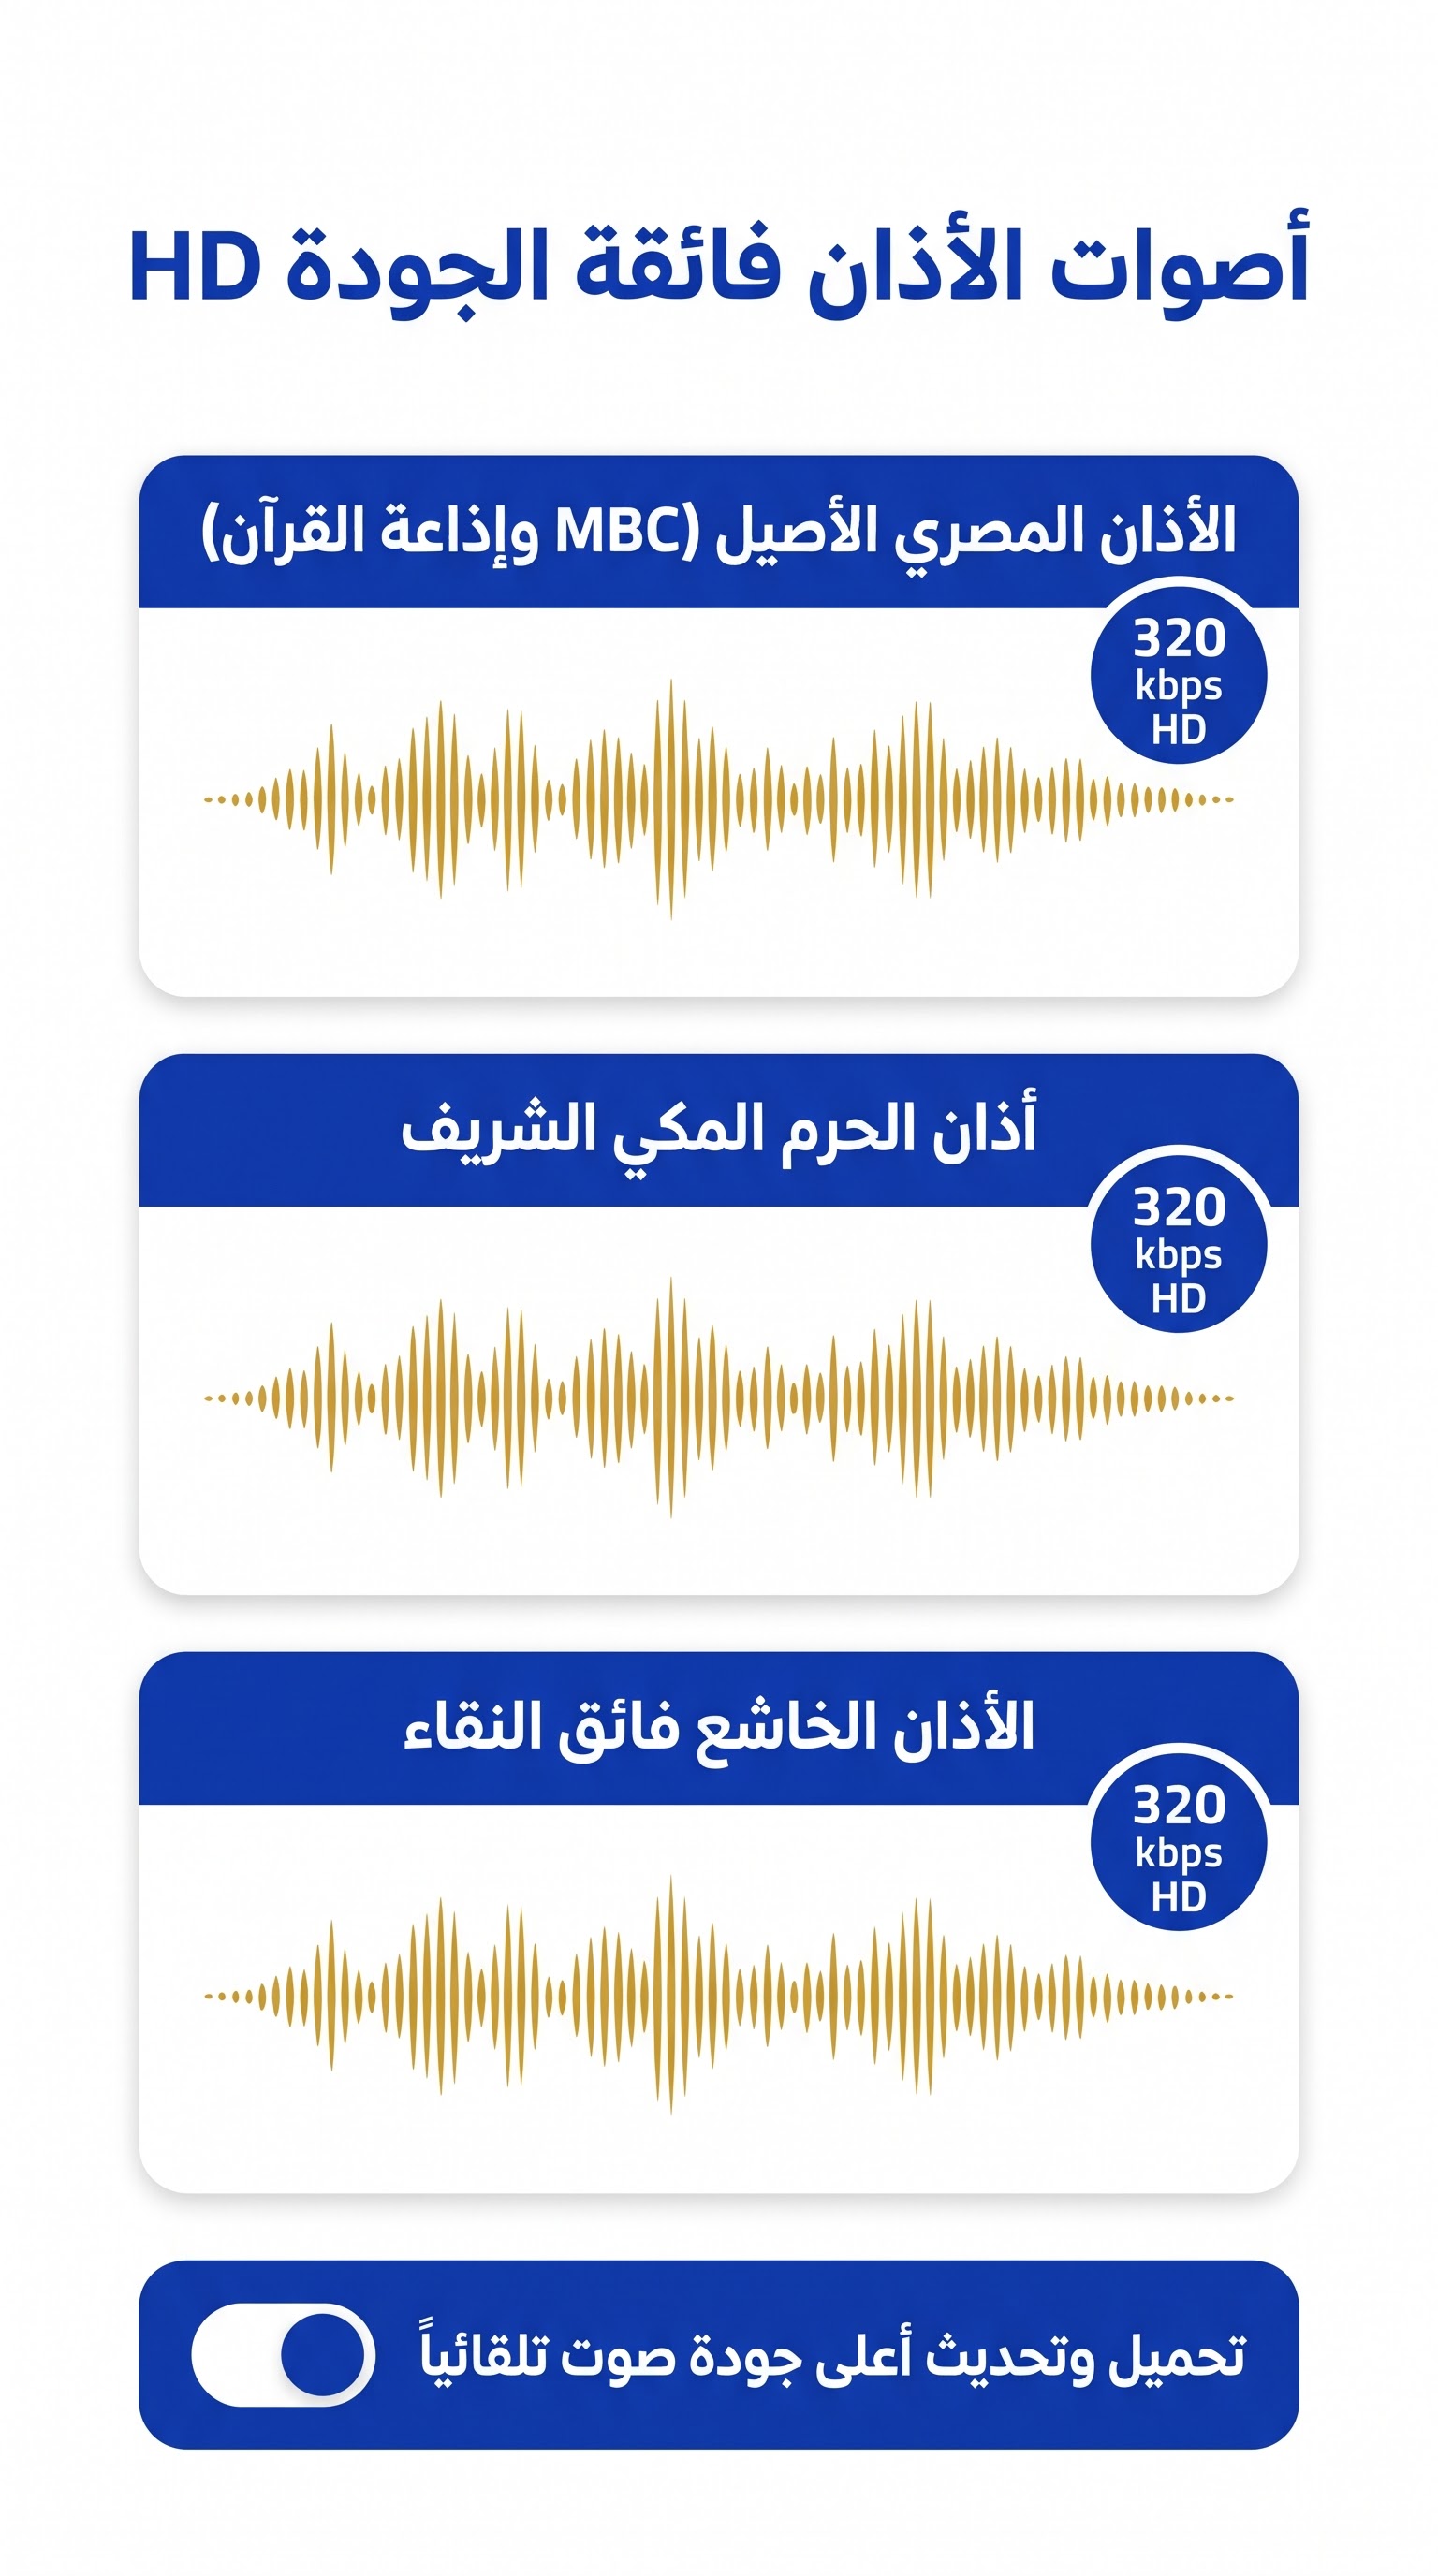 أصوات الأذان فائقة الجودة HD
الأذان المصري الأصيل (MBC وإذاعة القرآن)
320
kbps
HD
أذان الحرم المكي الشريف
320
kbps
HD
الأذان الخاشع فائق النقاء
320
kbps
HD
تحميل وتحديث أعلى جودة صوت تلقائياً